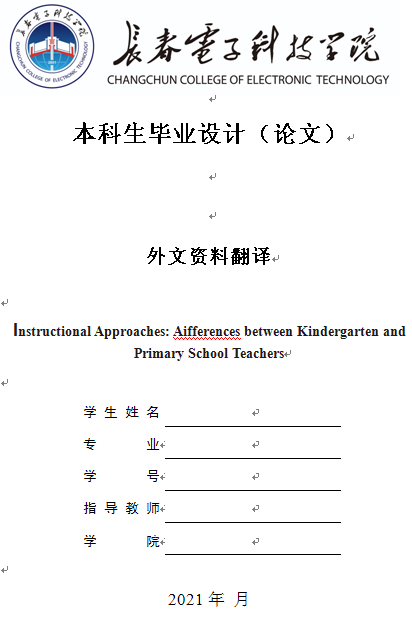 長春電子科技学院
CHANGCHUN COLLEGE OF ELECTRONIC TECHNOLOGY
本科生毕业设计（论文）
外文资料翻译
Instructional Approaches: Aifferences between Kindergarten and
Primary School Teachers
学 生 姓 名
专 业
学 号
指 导 教 师
学 院
2021 年 月